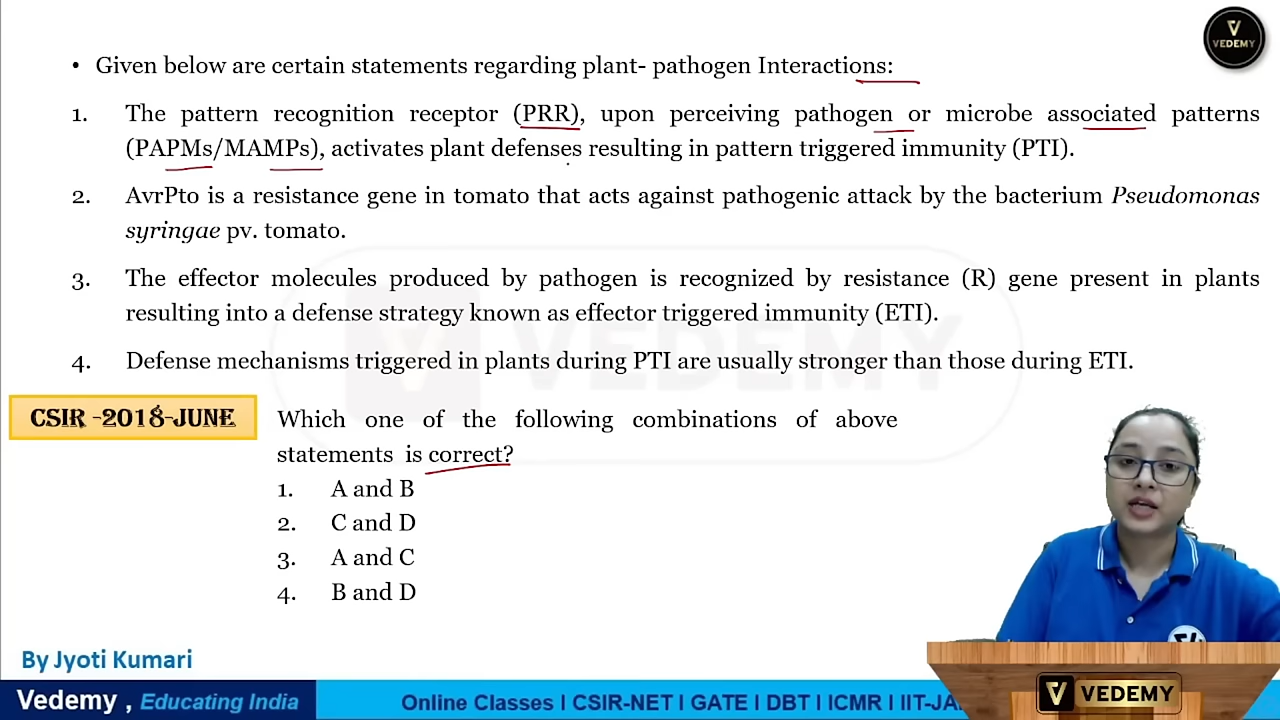 VEDEMY
• Given below are certain statements regarding plant- pathogen Interactions:
1. The pattern recognition receptor (PRR), upon perceiving pathogen or microbe associated patterns
(PAPMs/MAMPs), activates plant defenses resulting in pattern triggered immunity (PTI).
2. AvrPto is a resistance gene in tomato that acts against pathogenic attack by the bacterium Pseudomonas
syringae pv. tomato.
3. The effector molecules produced by pathogen is recognized by resistance (R) gene present in plants
resulting into a defense strategy known as effector triggered immunity (ETI).
4. Defense mechanisms triggered in plants during PTI are usually stronger than those during ETI.
VEDEMY
CSIR -2018-JUNE
Which one of the following combinations of above
statements is correct?
1. A and B
2. C and D
3. A and C
4. B and D
By Jyoti Kumari
Vedemy , Educating India
Online Classes I CSIR-NET I GATE I DBT I ICMR I IIT-JA
VEDEMY